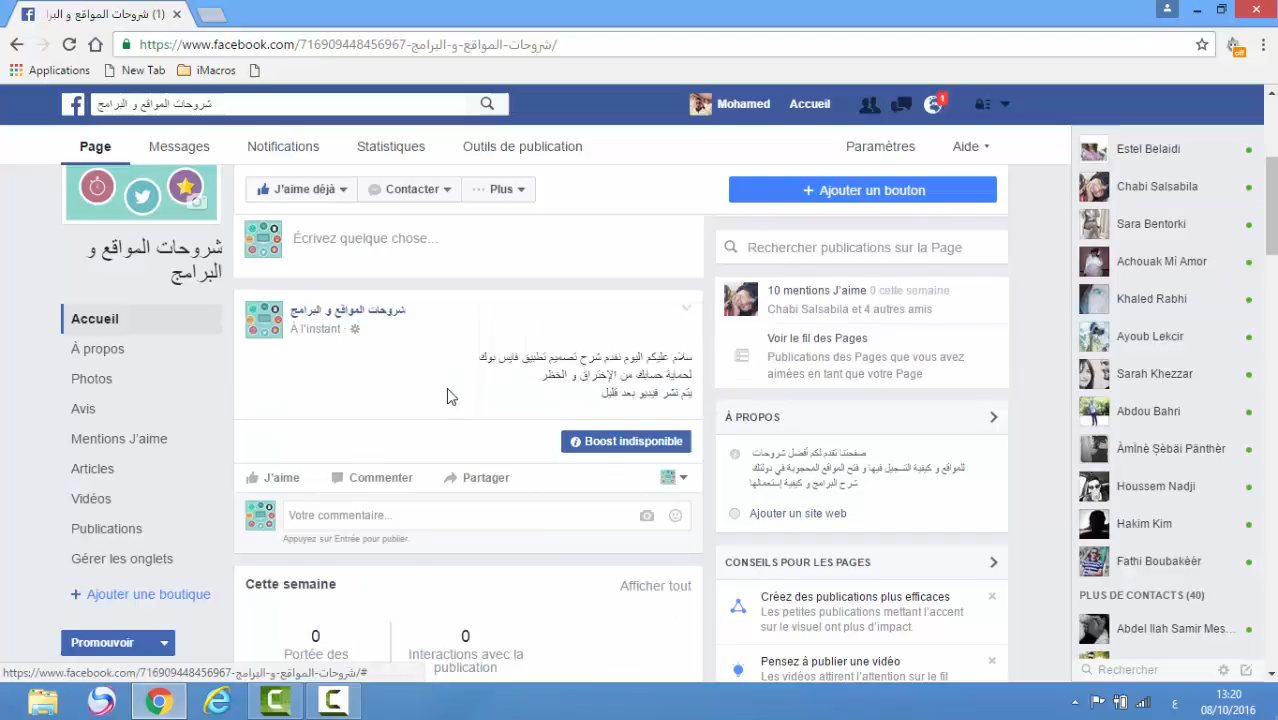 شروحات المواقع و البرا (1)
https://www.facebook.com/716909448456967-شروحات-المواقع-و-البرامج/
Applications
New Tab
iMacros
off
شروحات المواقع و البرامج
Mohamed
Accueil
1
Page
Messages
Notifications
Statistiques
Outils de publication
Paramètres
Aide
شروحات المواقع و
البرامج
Accueil
À propos
Photos
Avis
Mentions J'aime
Articles
Vidéos
Publications
Gérer les onglets
+ Ajouter une boutique
Promouvoir
J'aime déjà
Contacter
Plus
+ Ajouter un bouton
Écrivez quelque chose...
شروحات المواقع و البرامج
À l'instant
سلام عليكم اليوم نقدم شرح تصميم تطبيق فايس بوك
لحماية حسابك من الإختراق و الخطر
يتم نشر فيديو بعد قليل
Boost indisponible
J'aime
Commenter
Partager
Votre commentaire...
Appuyez sur Entrée pour publier.
Cette semaine
Afficher tout
0
Portée des
0
Interactions avec la
publication
Rechercher publications sur la Page
10 mentions J'aime 0 cette semaine
Chabi Salsabila et 4 autres amis
Voir le fil des Pages
Publications des Pages que vous avez
aimées en tant que votre Page
À PROPOS
صفحتنا تقدم لكم أفضل شروحات
للمواقع و كيفية التسجيل فيها و فتح المواقع المحجوبة في دولتك
شرح البرامج و كيفية إستعمالها
Ajouter un site web
CONSEILS POUR LES PAGES
Créez des publications plus efficaces
Les petites publications mettant l'accent
sur le visuel ont plus d'impact.
Pensez à publier une vidéo
Les vidéos attirent l'attention sur le fil
Estel Belaidi
Chabi Salsabila
Sara Bentorki
Achouak Mi Amor
Khaled Rabhi
Ayoub Lekcir
Sarah Khezzar
Abdou Bahri
ÀmÌnè Şèbäi Pänthèr
Houssem Nadji
Hakim Kim
Fathi Boubakèèr
PLUS DE CONTACTS (40)
Abdel Ilah Samir Mes...
Rechercher
https://www.facebook.com/716909448456967-شروحات-المواقع-و-البرامج/#
ع
13:20
08/10/2016